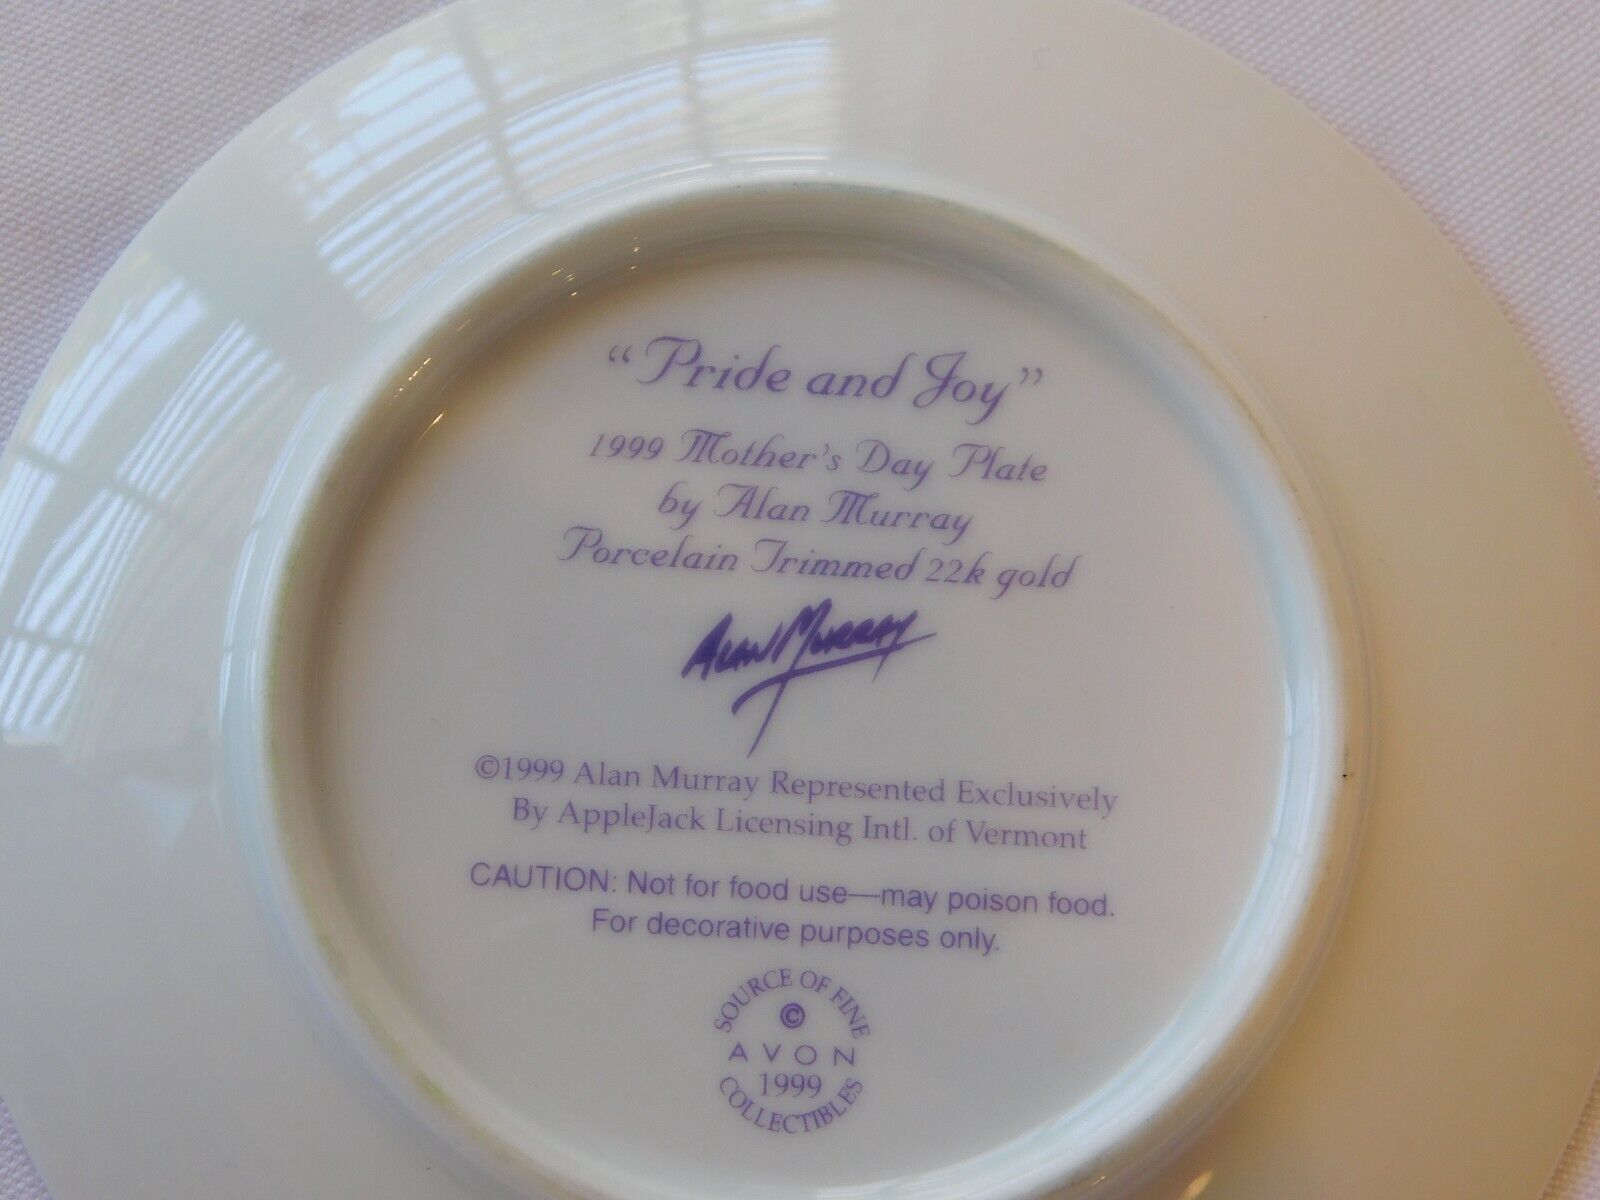 “Pride and Joy”
1999 Mother's Day Plate
by Alan Murray
Porcelain Trimmed 22k gold
Alan Murray
©1999 Alan Murray Represented Exclusively
By AppleJack Licensing Intl. of Vermont
CAUTION: Not for food use—may poison food.
For decorative purposes only.
SOURCE OF FINE
©
AVON
1999
COLLECTIBLES